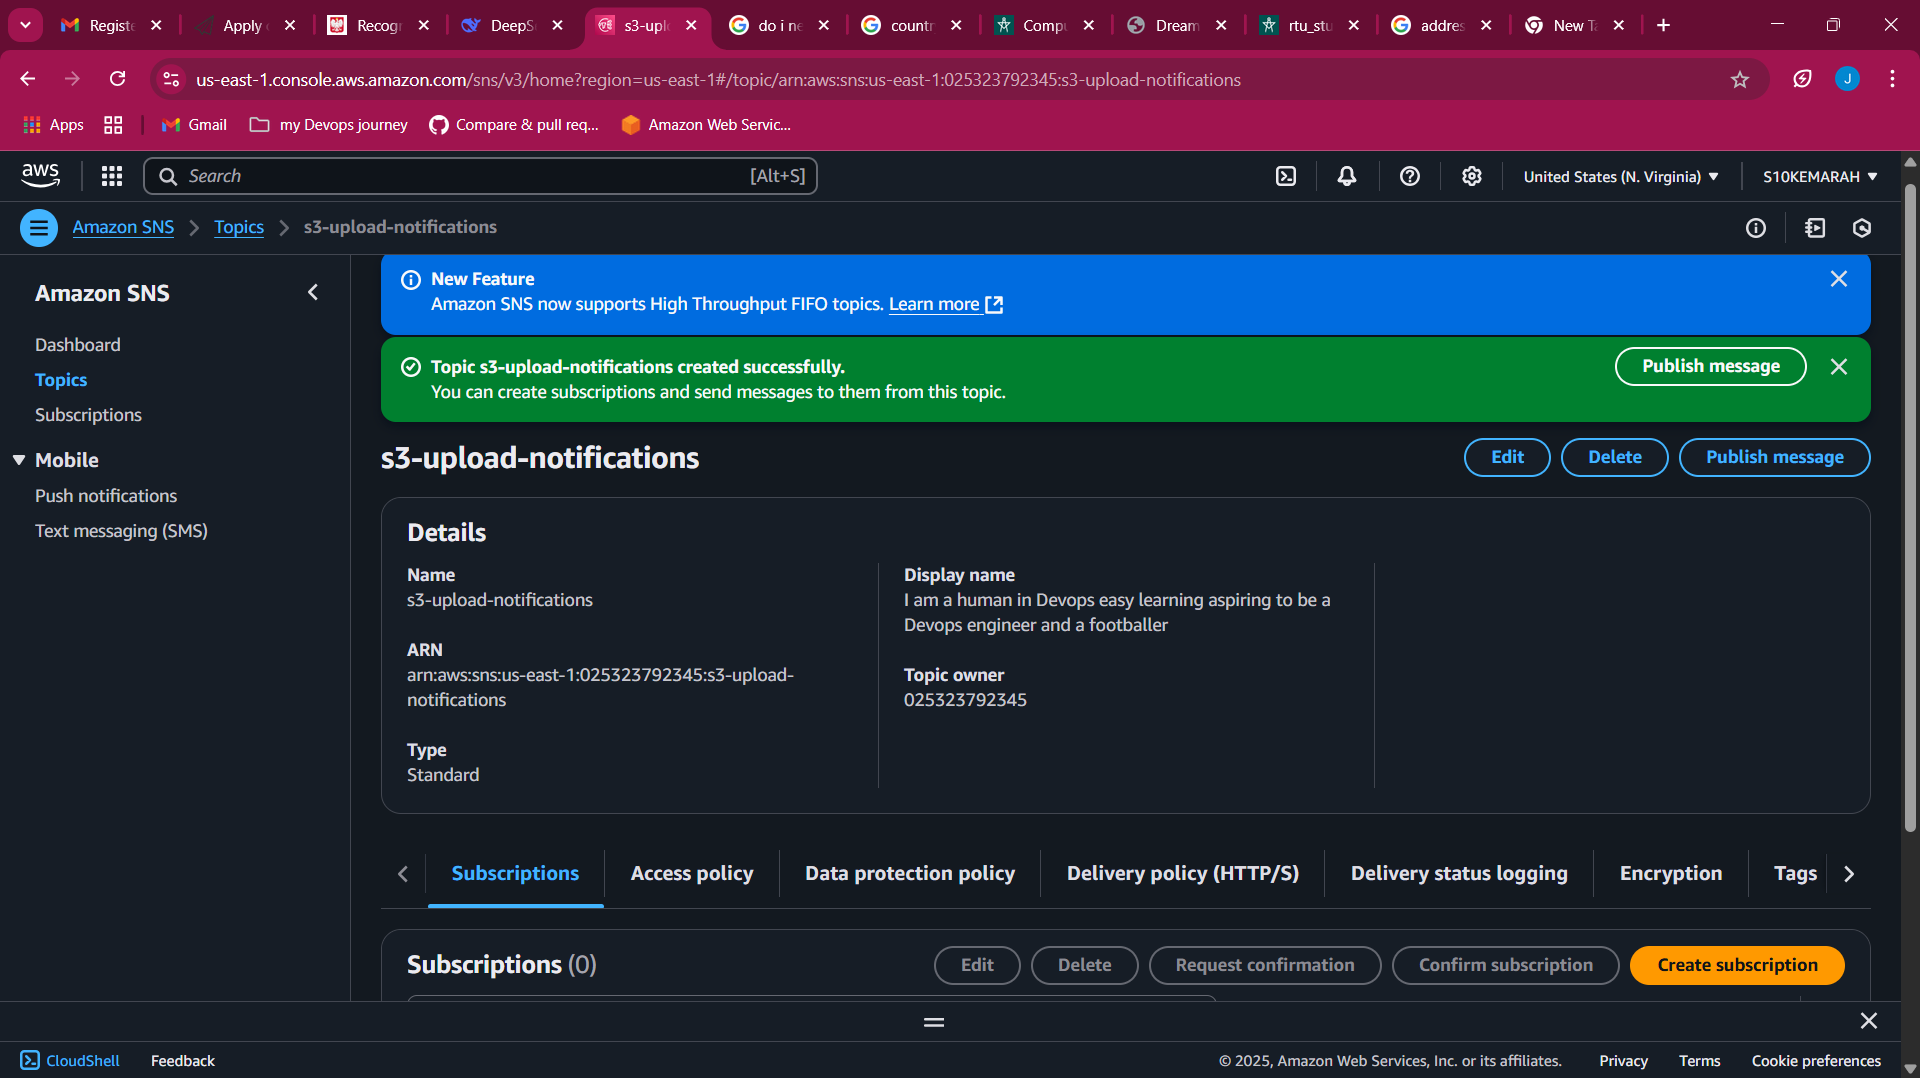 Registe
Apply
Recogn
DeepS
s3-upl
do i ne
countr
Compu
Dream
rtu_stu
addres
New Ta
us-east-1.console.aws.amazon.com/sns/v3/home?region=us-east-1#/topic/arn:aws:sns:us-east-1:025323792345:s3-upload-notifications
J
Apps
Gmail
my Devops journey
Compare & pull req...
Amazon Web Servic...
aws
Search
[Alt+S]
United States (N. Virginia)
S10KEMARAH
Amazon SNS
Topics
s3-upload-notifications
Amazon SNS
Dashboard
Topics
Subscriptions
Mobile
Push notifications
Text messaging (SMS)
New Feature
Amazon SNS now supports High Throughput FIFO topics. Learn more
Topic s3-upload-notifications created successfully.
You can create subscriptions and send messages to them from this topic.
Publish message
s3-upload-notifications
Edit
Delete
Publish message
Details
Name
s3-upload-notifications
ARN
arn:aws:sns:us-east-1:025323792345:s3-upload-
notifications
Type
Standard
Display name
I am a human in Devops easy learning aspiring to be a
Devops engineer and a footballer
Topic owner
025323792345
Subscriptions
Access policy
Data protection policy
Delivery policy (HTTP/S)
Delivery status logging
Encryption
Tags
Subscriptions (0)
Edit
Delete
Request confirmation
Confirm subscription
Create subscription
CloudShell
Feedback
© 2025, Amazon Web Services, Inc. or its affiliates.
Privacy
Terms
Cookie preferences